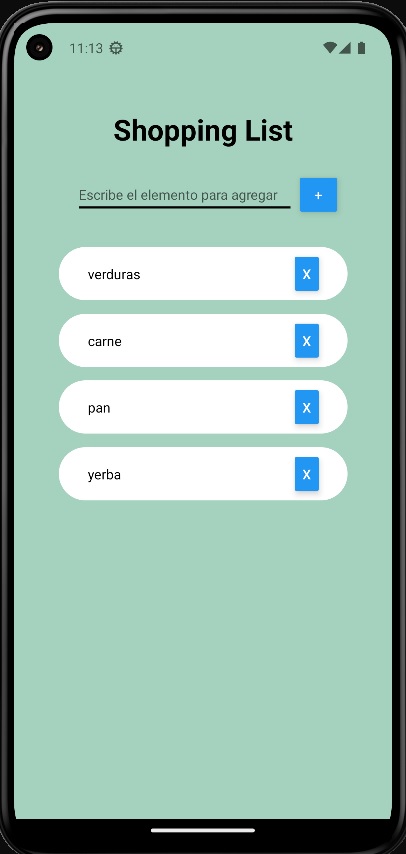 11:13
Shopping List
Escribe el elemento para agregar
+
verduras
X
carne
X
pan
X
yerba
X